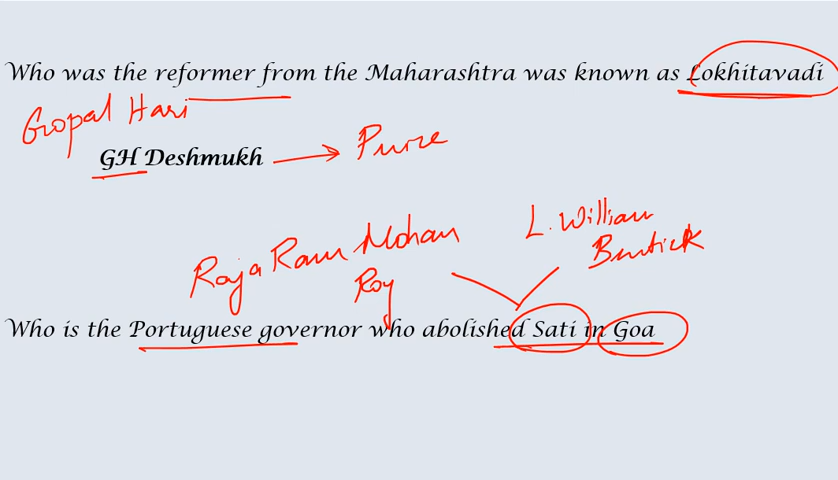 Who was the reformer from the Maharashtra was known as Lokhitavadi
Gopal Hari
GH Deshmukh
Pune
Raja Ram Mohan
Roy
L. William
Bentick
Who is the Portuguese governor who abolished Sati in Goa